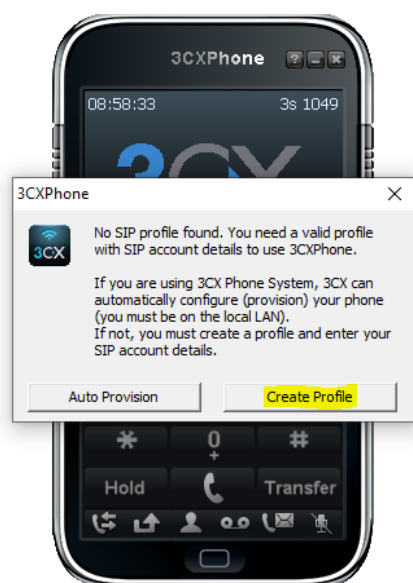 3CXPhone
08:58:33 3s 1049
3CX
3CXPhone
3CX
No SIP profile found. You need a valid profile
with SIP account details to use 3CXPhone.
If you are using 3CX Phone System, 3CX can
automatically configure (provision) your phone
(you must be on the local LAN).
If not, you must create a profile and enter your
SIP account details.
Auto Provision Create Profile
* 0 #
+
Hold Transfer